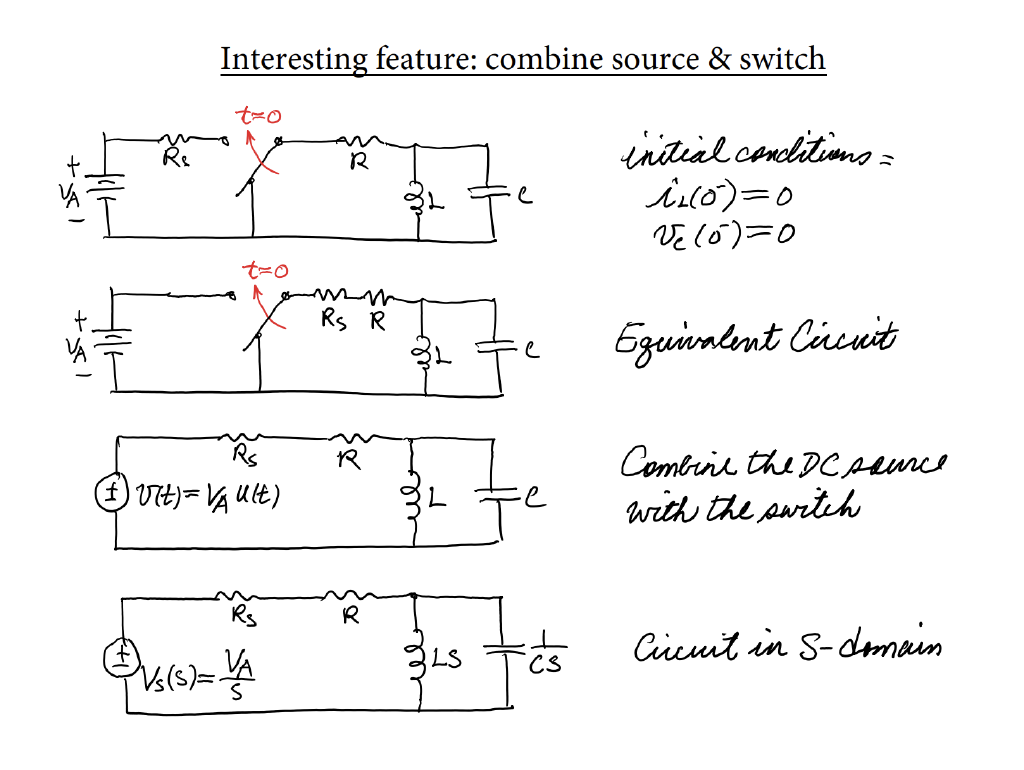 Interesting feature: combine source & switch
t=0
+
Rs
R
VA
L
C
−
initial conditions =
iL(0⁻)=0
vc(0⁻)=0
t=0
+
Rs R
VA
L
C
−
Equivalent Circuit
Rs
R
± V(t)=VA u(t)
L
C
Combine the DC source
with the switch
Rs
R
± Vs(s)=VA/s
LS
1/CS
Circuit in S-domain